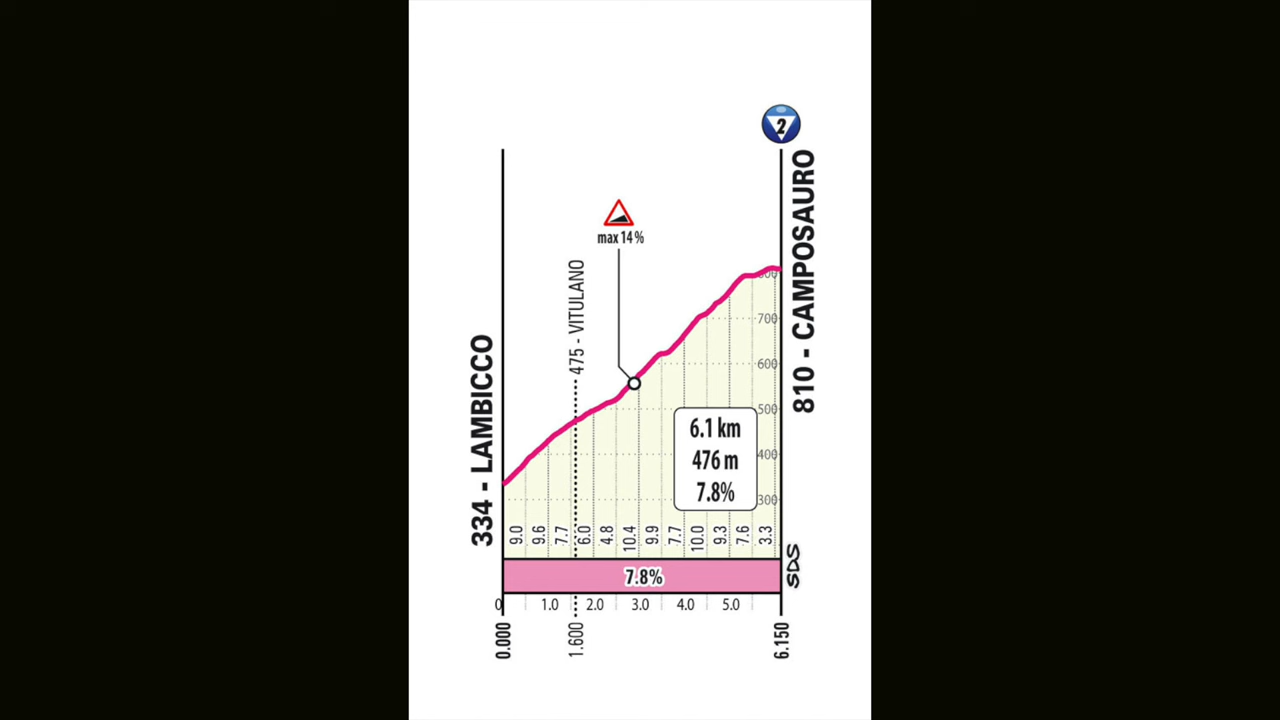 2
810 - CAMPOSAURO
max 14%
475 - VITULANO
334 - LAMBICCO
800
700
600
500
400
300
6.1 km
476 m
7.8%
9.0 9.6 7.7 6.0 4.8 10.4 9.9 7.7 10.0 9.3 7.6 3.3
7.8%
SDS
0 1.0 2.0 3.0 4.0 5.0
0.000 1.600 6.150